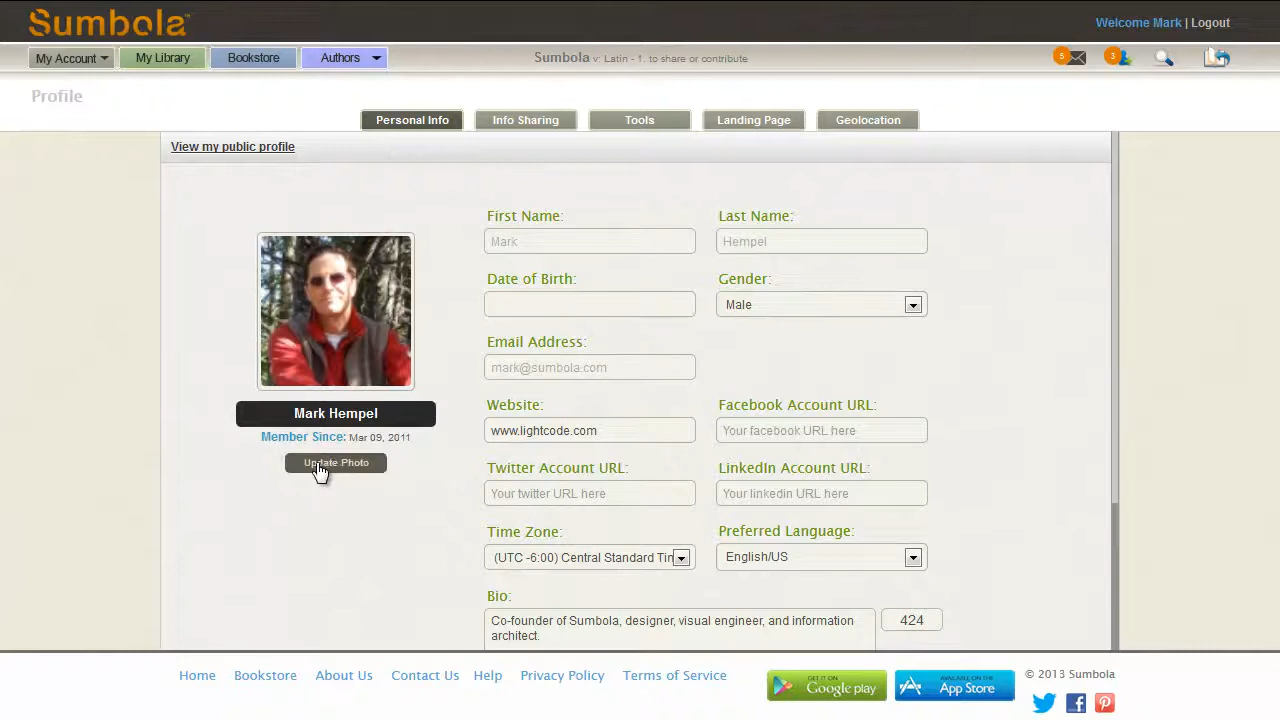 Sumbola™
Welcome Mark | Logout
My Account
My Library
Bookstore
Authors
Sumbola v: Latin - 1. to share or contribute
5
3
Profile
Personal Info
Info Sharing
Tools
Landing Page
Geolocation
View my public profile
First Name:
Last Name:
Mark
Hempel
Date of Birth:
Gender:
Male
Email Address:
mark@sumbola.com
Website:
Facebook Account URL:
www.lightcode.com
Your facebook URL here
Mark Hempel
Member Since: Mar 09, 2011
Update Photo
Twitter Account URL:
LinkedIn Account URL:
Your twitter URL here
Your linkedin URL here
Time Zone:
Preferred Language:
(UTC -6:00) Central Standard Tin
English/US
Bio:
Co-founder of Sumbola, designer, visual engineer, and information
architect.
424
Home
Bookstore
About Us
Contact Us
Help
Privacy Policy
Terms of Service
GET IT ON
Google play
AVAILABLE ON THE
App Store
© 2013 Sumbola